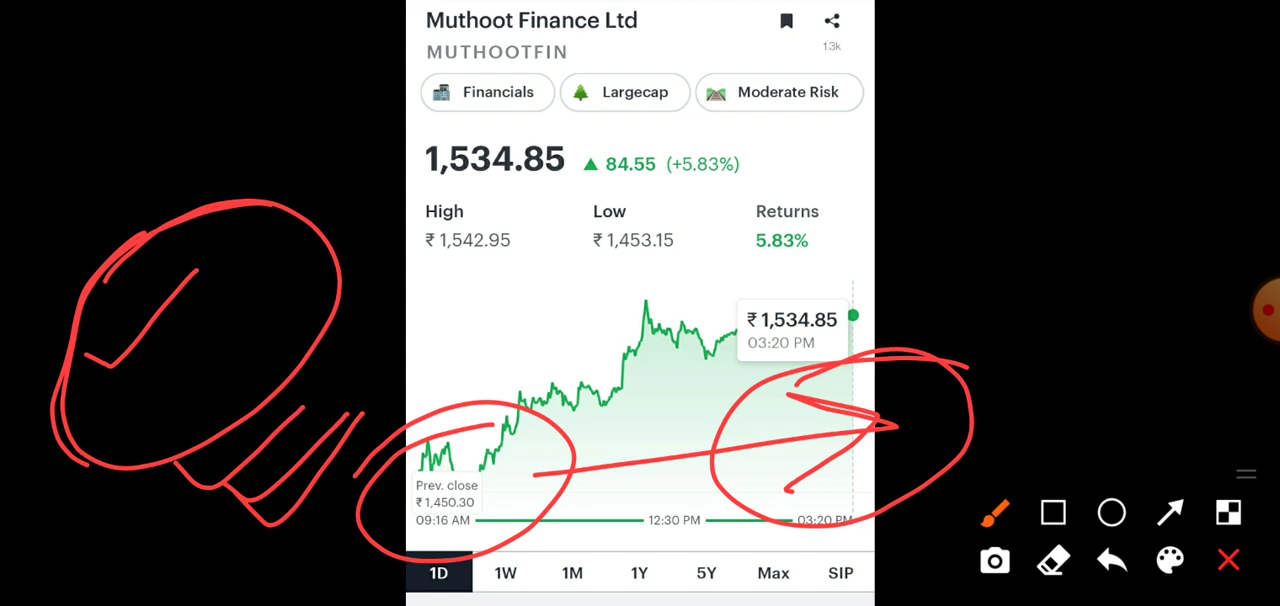 Muthoot Finance Ltd
MUTHOOTFIN
1.3k
Financials
Largecap
Moderate Risk
1,534.85 ▲ 84.55 (+5.83%)
High Low Returns
₹ 1,542.95 ₹ 1,453.15 5.83%
₹ 1,534.85
03:20 PM
Prev. close
₹ 1,450.30
09:16 AM 12:30 PM 03:20 PM
1D 1W 1M 1Y 5Y Max SIP